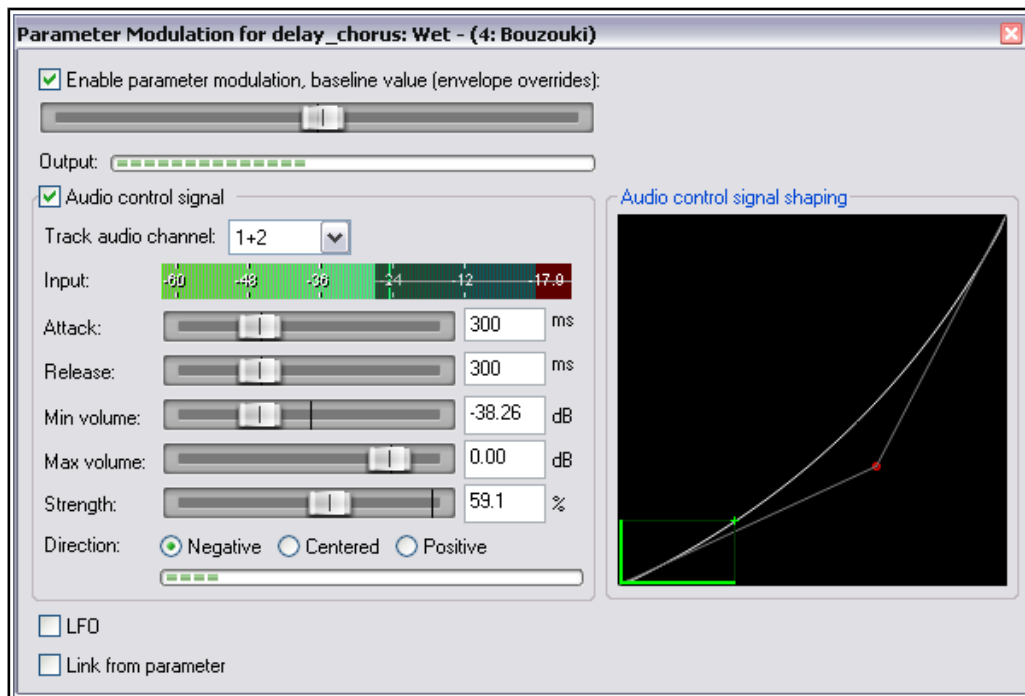 Parameter Modulation for delay_chorus: Wet - (4: Bouzouki)
Enable parameter modulation, baseline value (envelope overrides):
Output:
Audio control signal
Track audio channel: 1+2
Input: -60 -48 -36 -24 -12 -17.9
Attack: 300 ms
Release: 300 ms
Min volume: -38.26 dB
Max volume: 0.00 dB
Strength: 59.1 %
Direction: Negative Centered Positive
Audio control signal shaping
LFO
Link from parameter